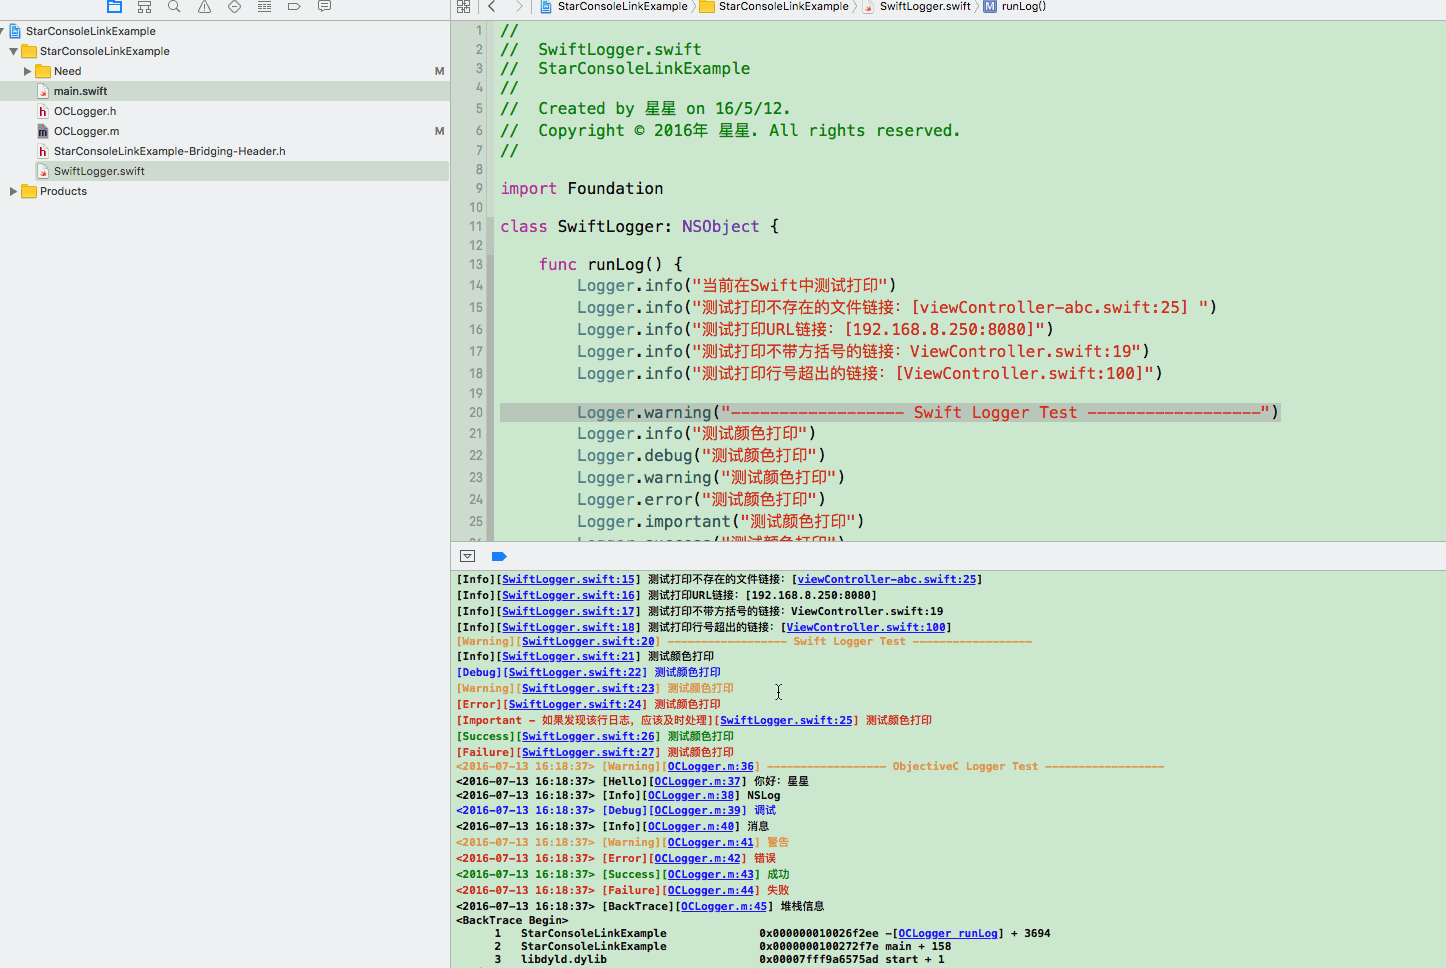 StarConsoleLinkExample › StarConsoleLinkExample › SwiftLogger.swift › M runLog()
StarConsoleLinkExample
StarConsoleLinkExample
Need M
main.swift
OCLogger.h
OCLogger.m M
StarConsoleLinkExample-Bridging-Header.h
SwiftLogger.swift
Products
1 //
2 //  SwiftLogger.swift
3 //  StarConsoleLinkExample
4 //
5 //  Created by 星星 on 16/5/12.
6 //  Copyright © 2016年 星星. All rights reserved.
7 //
8
9 import Foundation
10
11 class SwiftLogger: NSObject {
12
13     func runLog() {
14         Logger.info("当前在Swift中测试打印")
15         Logger.info("测试打印不存在的文件链接：[viewController-abc.swift:25] ")
16         Logger.info("测试打印URL链接：[192.168.8.250:8080]")
17         Logger.info("测试打印不带方括号的链接：ViewController.swift:19")
18         Logger.info("测试打印行号超出的链接：[ViewController.swift:100]")
19
20         Logger.warning("------------------ Swift Logger Test ------------------")
21         Logger.info("测试颜色打印")
22         Logger.debug("测试颜色打印")
23         Logger.warning("测试颜色打印")
24         Logger.error("测试颜色打印")
25         Logger.important("测试颜色打印")
[Info][SwiftLogger.swift:15] 测试打印不存在的文件链接：[viewController-abc.swift:25]
[Info][SwiftLogger.swift:16] 测试打印URL链接：[192.168.8.250:8080]
[Info][SwiftLogger.swift:17] 测试打印不带方括号的链接：ViewController.swift:19
[Info][SwiftLogger.swift:18] 测试打印行号超出的链接：[ViewController.swift:100]
[Warning][SwiftLogger.swift:20] ------------------ Swift Logger Test ------------------
[Info][SwiftLogger.swift:21] 测试颜色打印
[Debug][SwiftLogger.swift:22] 测试颜色打印
[Warning][SwiftLogger.swift:23] 测试颜色打印
[Error][SwiftLogger.swift:24] 测试颜色打印
[Important - 如果发现该行日志，应该及时处理][SwiftLogger.swift:25] 测试颜色打印
[Success][SwiftLogger.swift:26] 测试颜色打印
[Failure][SwiftLogger.swift:27] 测试颜色打印
<2016-07-13 16:18:37> [Warning][OCLogger.m:36] ------------------ ObjectiveC Logger Test ------------------
<2016-07-13 16:18:37> [Hello][OCLogger.m:37] 你好：星星
<2016-07-13 16:18:37> [Info][OCLogger.m:38] NSLog
<2016-07-13 16:18:37> [Debug][OCLogger.m:39] 调试
<2016-07-13 16:18:37> [Info][OCLogger.m:40] 消息
<2016-07-13 16:18:37> [Warning][OCLogger.m:41] 警告
<2016-07-13 16:18:37> [Error][OCLogger.m:42] 错误
<2016-07-13 16:18:37> [Success][OCLogger.m:43] 成功
<2016-07-13 16:18:37> [Failure][OCLogger.m:44] 失败
<2016-07-13 16:18:37> [BackTrace][OCLogger.m:45] 堆栈信息
<BackTrace Begin>
1   StarConsoleLinkExample   0x000000010026f2ee -[OCLogger runLog] + 3694
2   StarConsoleLinkExample   0x0000000100272f7e main + 158
3   libdyld.dylib   0x00007fff9a6575ad start + 1